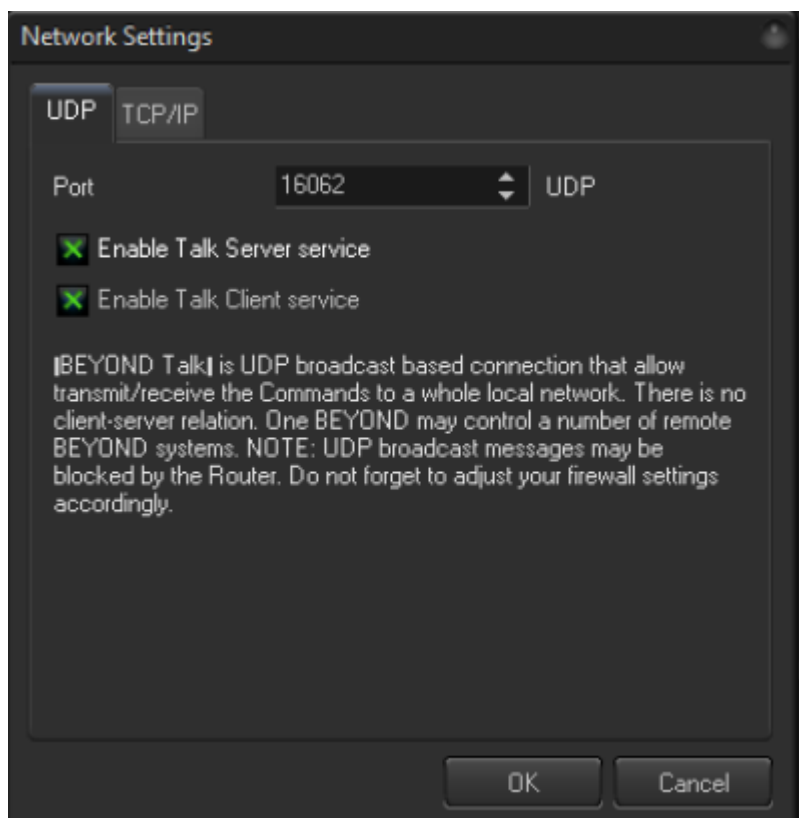 Network Settings
UDP TCP/IP
Port 16062 UDP
Enable Talk Server service
Enable Talk Client service
|BEYOND Talk| is UDP broadcast based connection that allow
transmit/receive the Commands to a whole local network. There is no
client-server relation. One BEYOND may control a number of remote
BEYOND systems. NOTE: UDP broadcast messages may be
blocked by the Router. Do not forget to adjust your firewall settings
accordingly.
OK Cancel